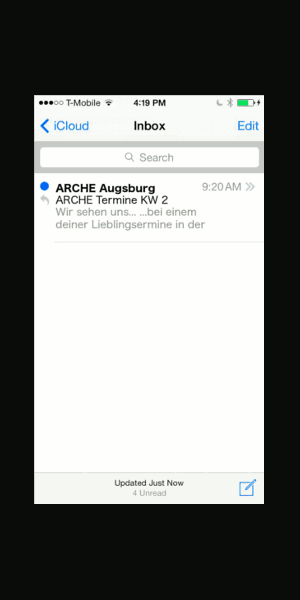 T-Mobile 4:19 PM
iCloud Inbox Edit
Search
ARCHE Augsburg 9:20 AM
ARCHE Termine KW 2
Wir sehen uns... ...bei einem
deiner Lieblingsermine in der
Updated Just Now
4 Unread